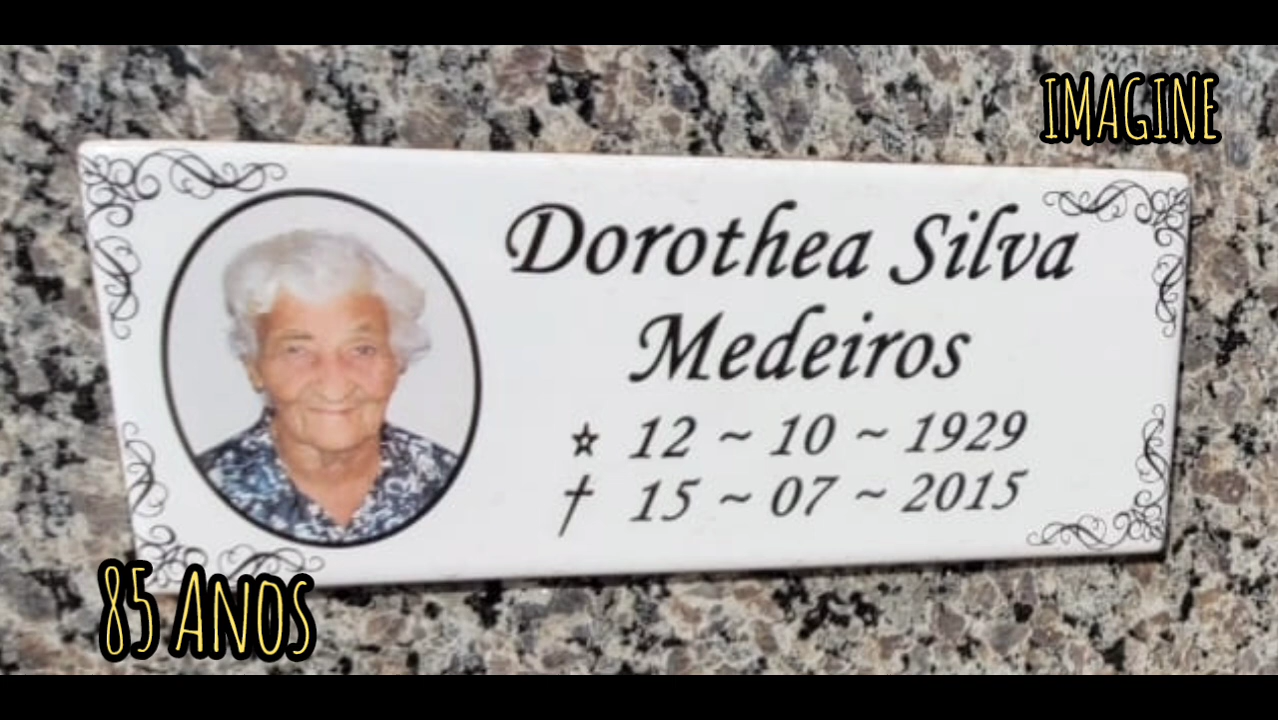 IMAGINE
Dorothea Silva
Medeiros
☆ 12 ~ 10 ~ 1929
† 15 ~ 07 ~ 2015
85 ANOS